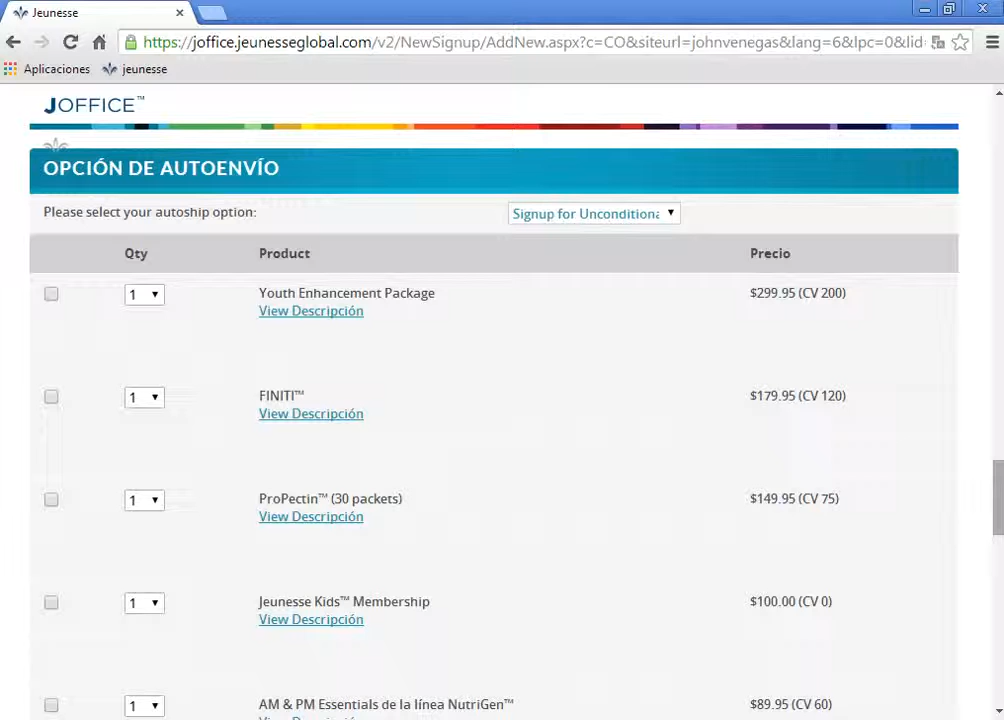 Jeunesse
https://joffice.jeunesseglobal.com/v2/NewSignup/AddNew.aspx?c=CO&siteurl=johnvenegas&lang=6&lpc=0&lid
Aplicaciones jeunesse
JOFFICE™
OPCIÓN DE AUTOENVÍO
Please select your autoship option: Signup for Unconditiona
Qty Product Precio
1 Youth Enhancement Package $299.95 (CV 200)
View Descripción
1 FINITI™ $179.95 (CV 120)
View Descripción
1 ProPectin™ (30 packets) $149.95 (CV 75)
View Descripción
1 Jeunesse Kids™ Membership $100.00 (CV 0)
View Descripción
1 AM & PM Essentials de la línea NutriGen™ $89.95 (CV 60)